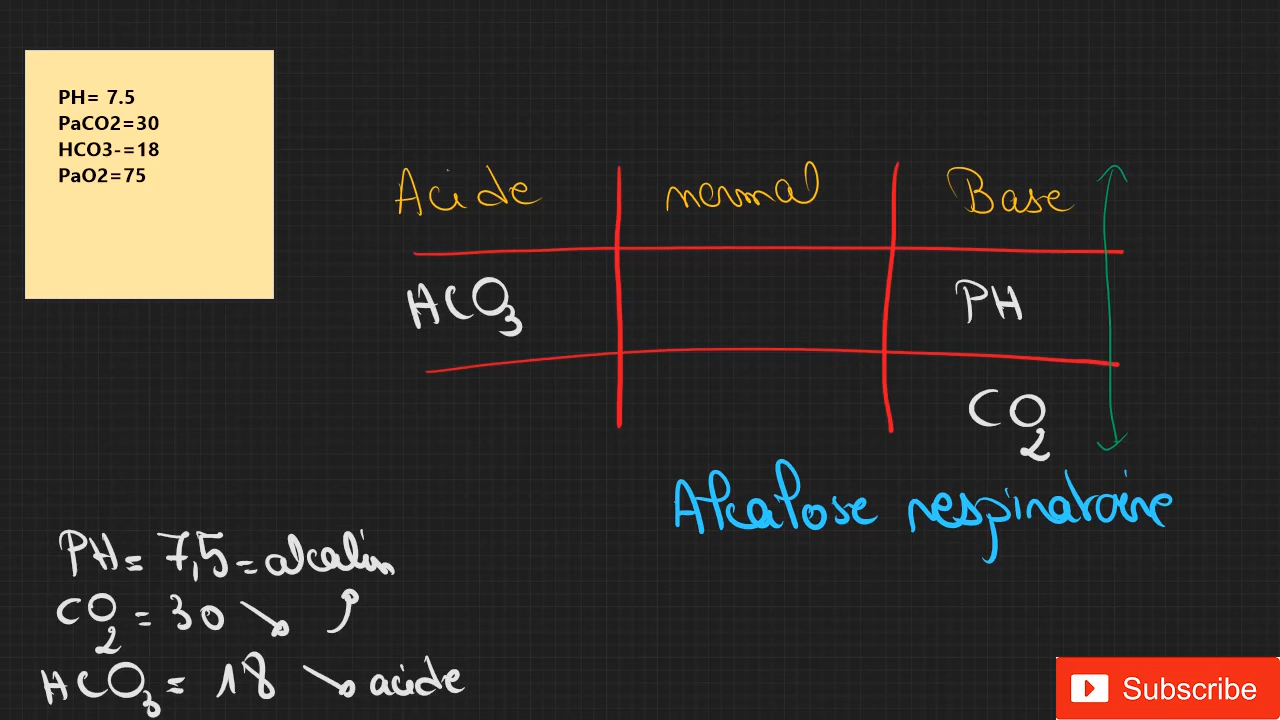 PH= 7.5
PaCO2=30
HCO3-=18
PaO2=75
Acide normal Base
HCO3 PH
CO2
Alcalose respiratoire
PH= 7,5=alcalin
CO2 = 30
HCO3 = 18 acide
Subscribe